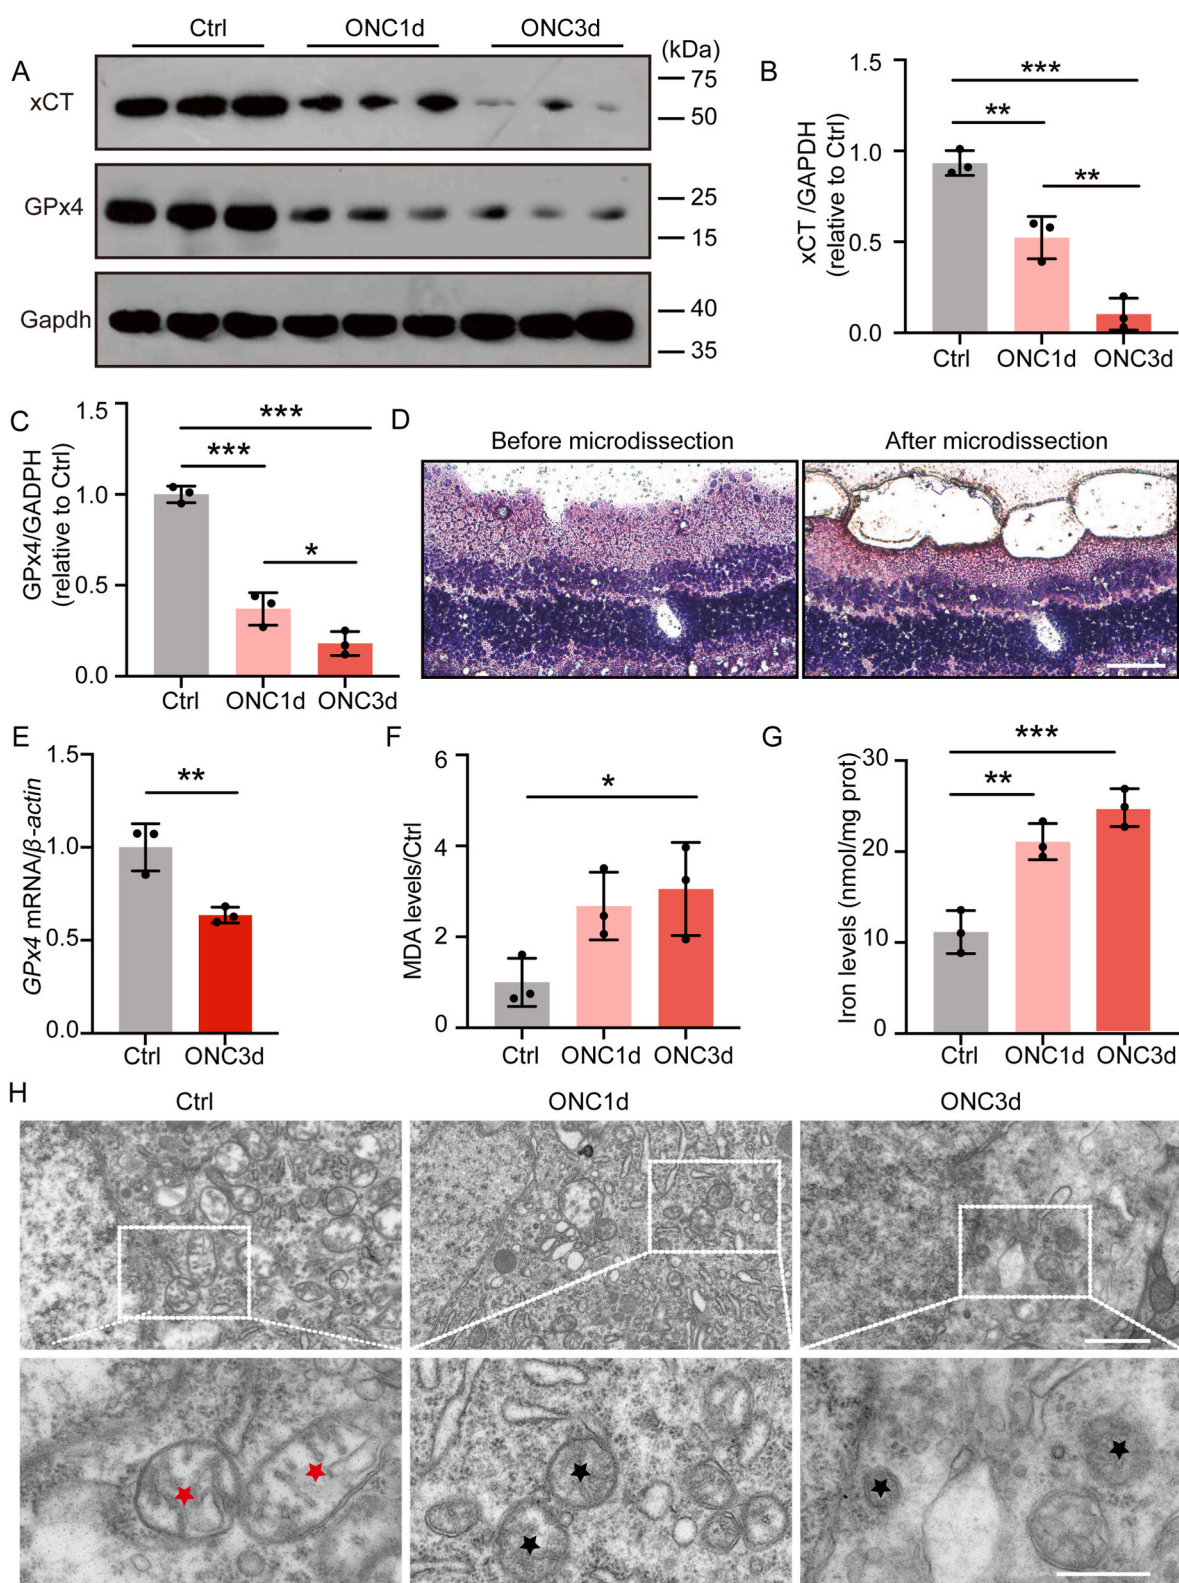 Ctrl ONC1d ONC3d
(kDa)
A
xCT
75
50
GPx4
25
15
Gapdh
40
35
B
xCT /GAPDH
(relative to Ctrl)
1.5
1.0
0.5
0.0
***
**
**
Ctrl ONC1d ONC3d
C
GPx4/GADPH
(relative to Ctrl)
1.5
1.0
0.5
0.0
***
***
*
Ctrl ONC1d ONC3d
D
Before microdissection
After microdissection
E
GPx4 mRNA/β-actin
1.5
1.0
0.5
0.0
**
Ctrl ONC3d
F
MDA levels/Ctrl
6
4
2
0
*
Ctrl ONC1d ONC3d
G
Iron levels (nmol/mg prot)
30
20
10
0
***
**
Ctrl ONC1d ONC3d
H
Ctrl ONC1d ONC3d